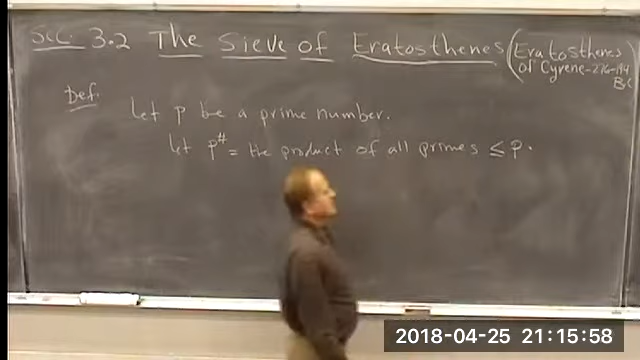 Sec. 3.2 The Sieve of Eratosthenes (Eratosthenes
of Cyrene-276-194
BC)
Def.
Let p be a prime number.
Let p# = the product of all primes ≤ p.
2018-04-25 21:15:58